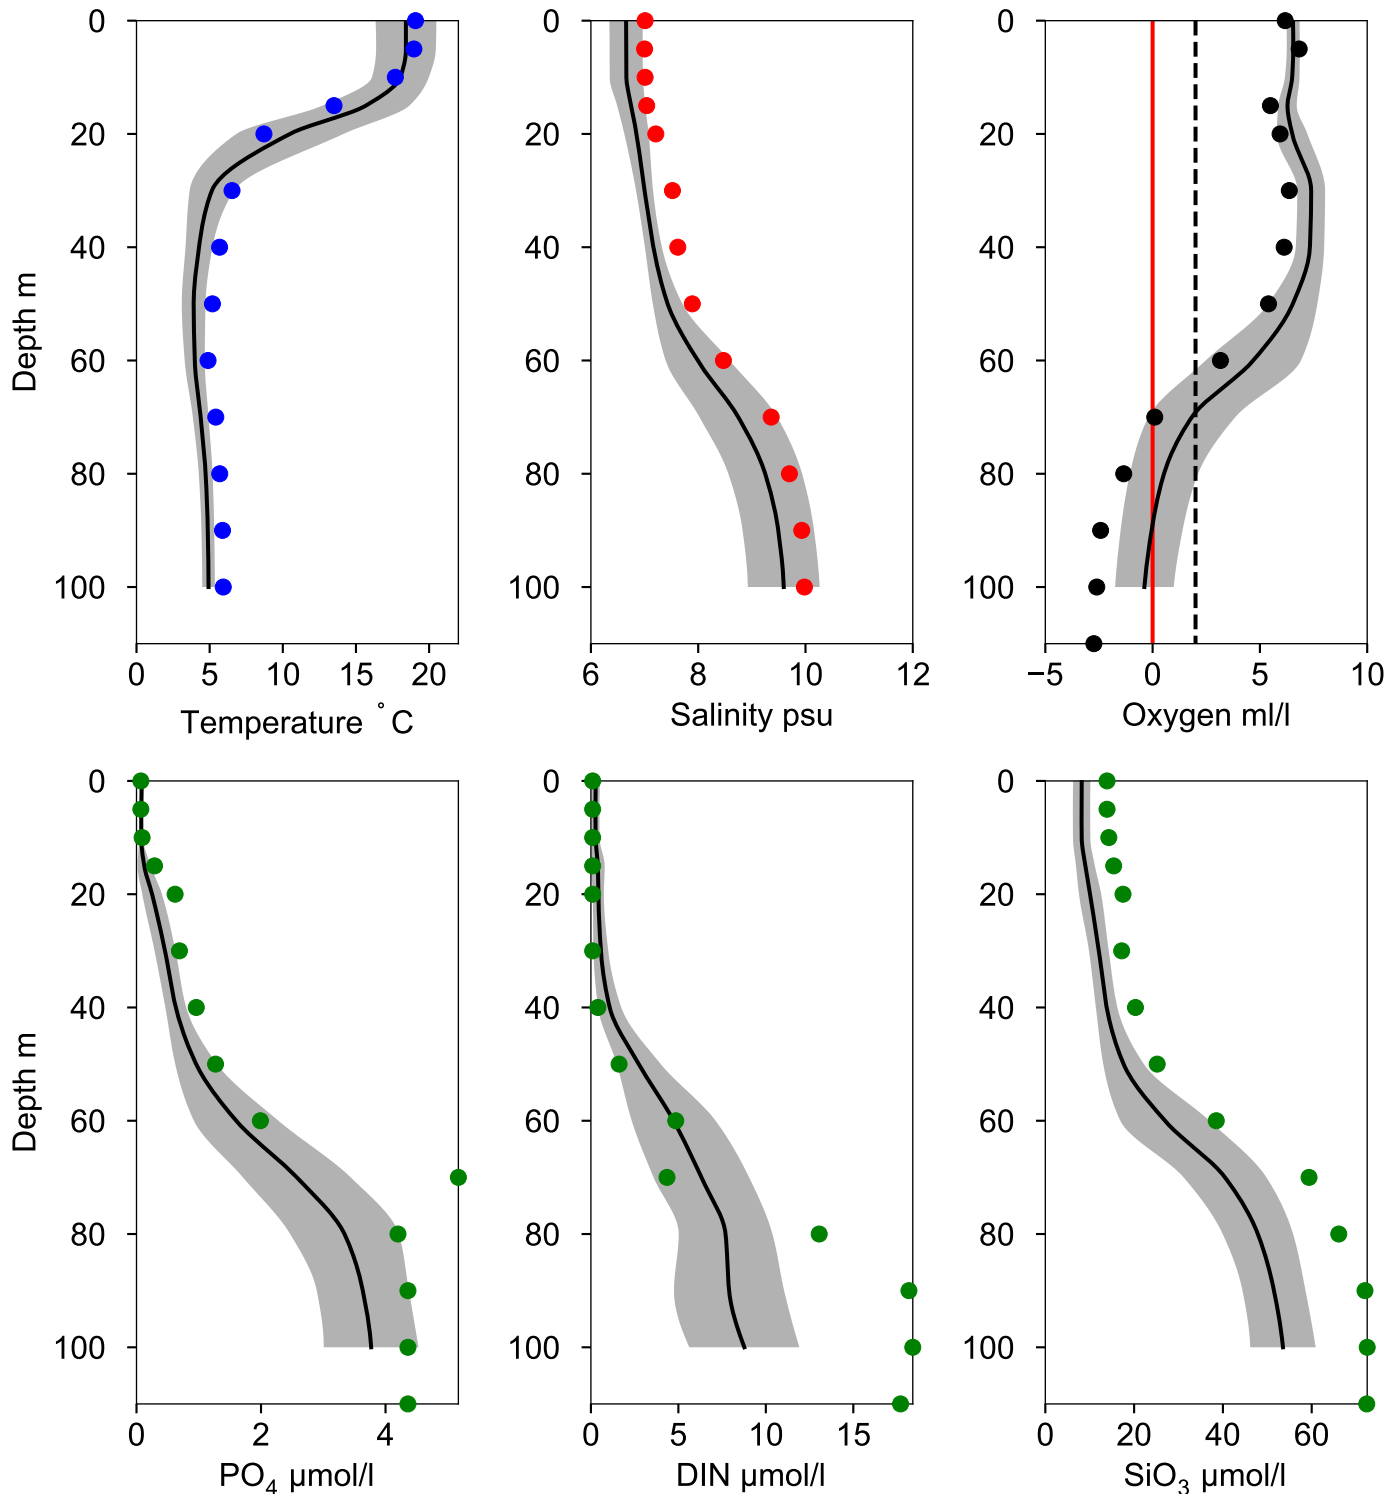 0
20
40
60
80
100
Depth m
0 5 10 15 20
Temperature °C
0
20
40
60
80
100
6 8 10 12
Salinity psu
0
20
40
60
80
100
−5 0 5 10
Oxygen ml/l
0
20
40
60
80
100
Depth m
0 2 4
PO₄ µmol/l
0
20
40
60
80
100
0 5 10 15
DIN µmol/l
0
20
40
60
80
100
0 20 40 60
SiO₃ µmol/l